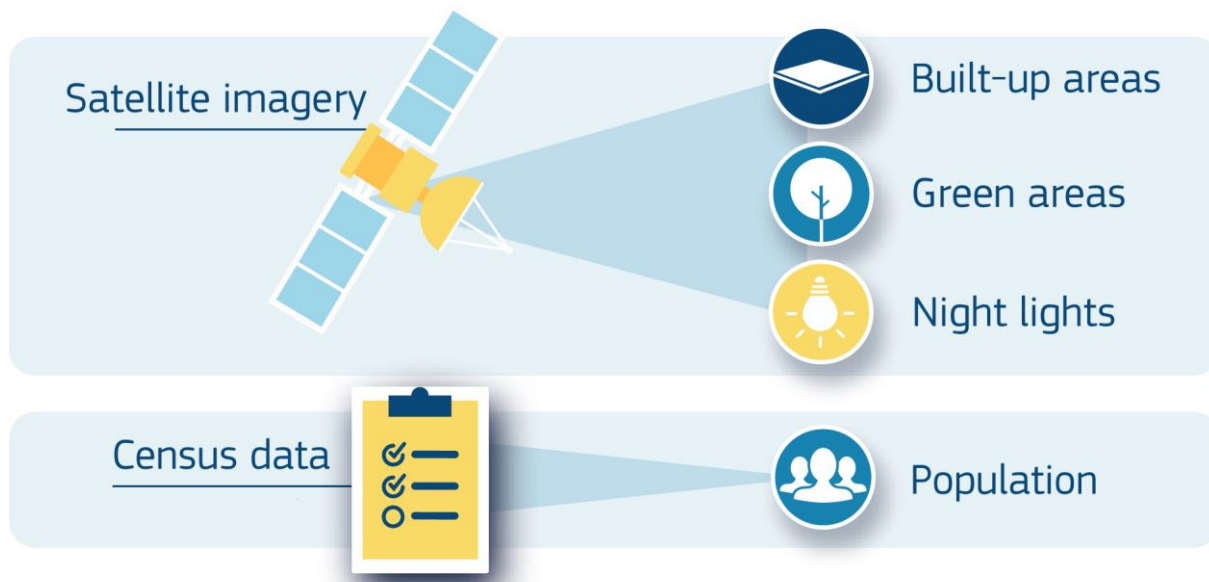 Satellite imagery
Built-up areas
Green areas
Night lights
Census data
Population